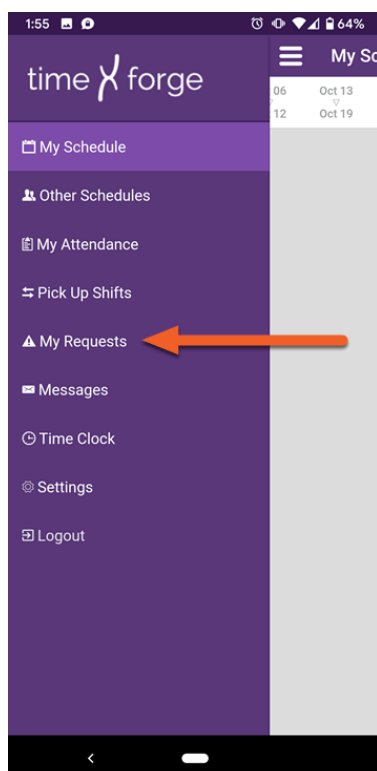 1:55 64%
time forge
My Sc
06 Oct 13
12 Oct 19
My Schedule
Other Schedules
My Attendance
Pick Up Shifts
My Requests
Messages
Time Clock
Settings
Logout